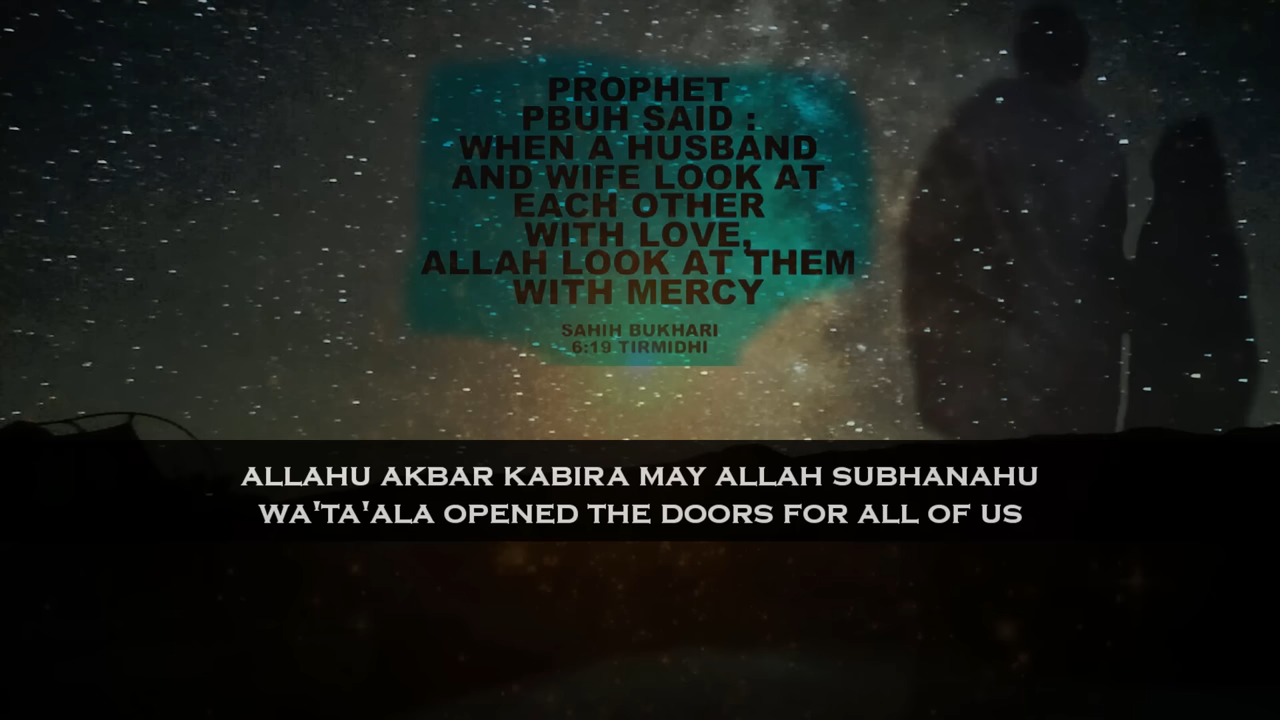 PROPHET
PBUH SAID :
WHEN A HUSBAND
AND WIFE LOOK AT
EACH OTHER
WITH LOVE,
ALLAH LOOK AT THEM
WITH MERCY
SAHIH BUKHARI
6:19 TIRMIDHI
ALLAHU AKBAR KABIRA MAY ALLAH SUBHANAHU
WA'TA'ALA OPENED THE DOORS FOR ALL OF US